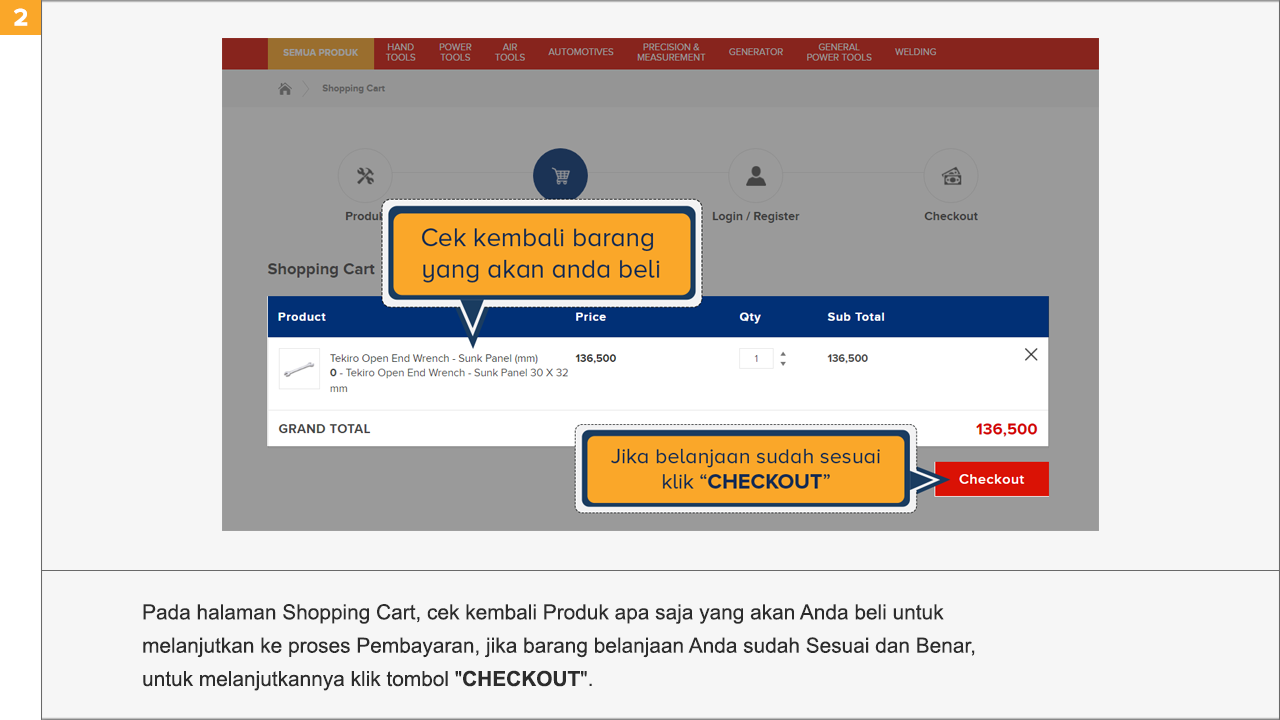 2
SEMUA PRODUK
HAND
TOOLS
POWER
TOOLS
AIR
TOOLS
AUTOMOTIVES
PRECISION &
MEASUREMENT
GENERATOR
GENERAL
POWER TOOLS
WELDING
Shopping Cart
Login / Register
Checkout
Cek kembali barang
yang akan anda beli
Shopping Cart
Product Price Qty Sub Total
Tekiro Open End Wrench - Sunk Panel (mm) 136,500 1 136,500
0 - Tekiro Open End Wrench - Sunk Panel 30 X 32
mm
GRAND TOTAL 136,500
Jika belanjaan sudah sesuai
klik “CHECKOUT”
Checkout
Pada halaman Shopping Cart, cek kembali Produk apa saja yang akan Anda beli untuk
melanjutkan ke proses Pembayaran, jika barang belanjaan Anda sudah Sesuai dan Benar,
untuk melanjutkannya klik tombol "CHECKOUT".